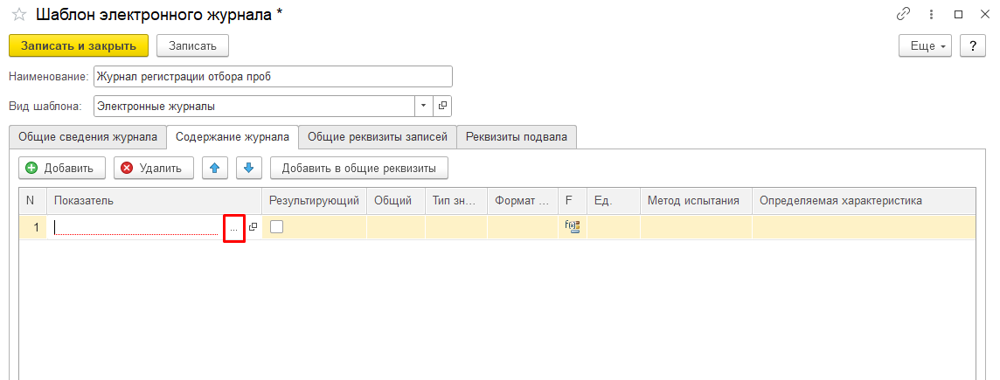 Шаблон электронного журнала *
Записать и закрыть Записать Еще ?
Наименование: Журнал регистрации отбора проб
Вид шаблона: Электронные журналы
Общие сведения журнала Содержание журнала Общие реквизиты записей Реквизиты подвала
Добавить Удалить Добавить в общие реквизиты
N Показатель Результирующий Общий Тип зн... Формат ... F Ед. Метод испытания Определяемая характеристика
1 ... f(x)